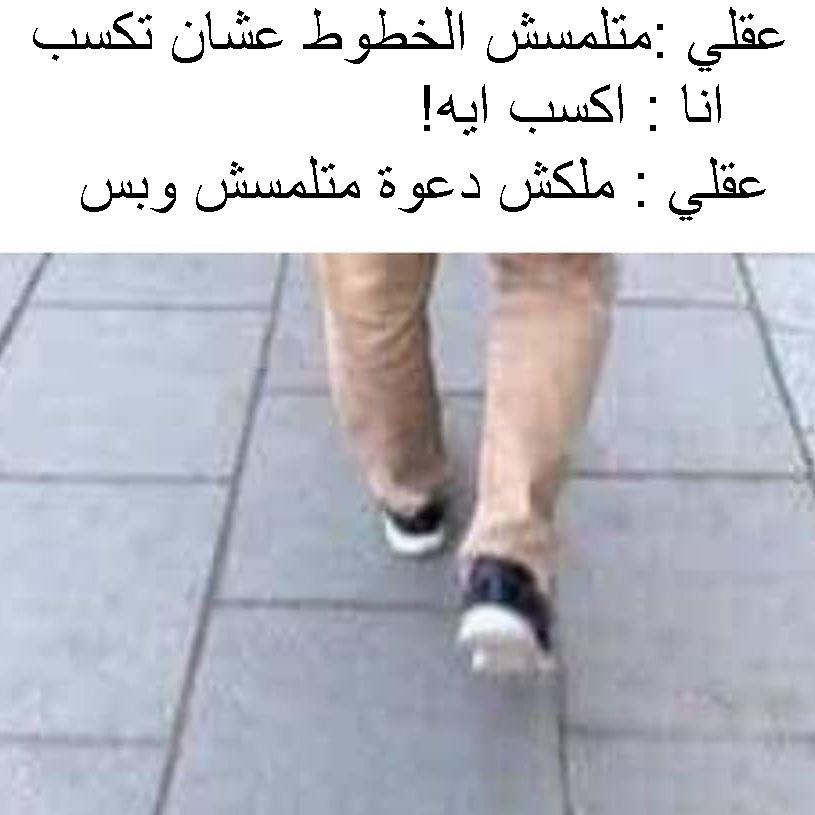 عقلي :متلمسش الخطوط عشان تكسب
انا : اكسب ايه!
عقلي : ملكش دعوة متلمسش وبس